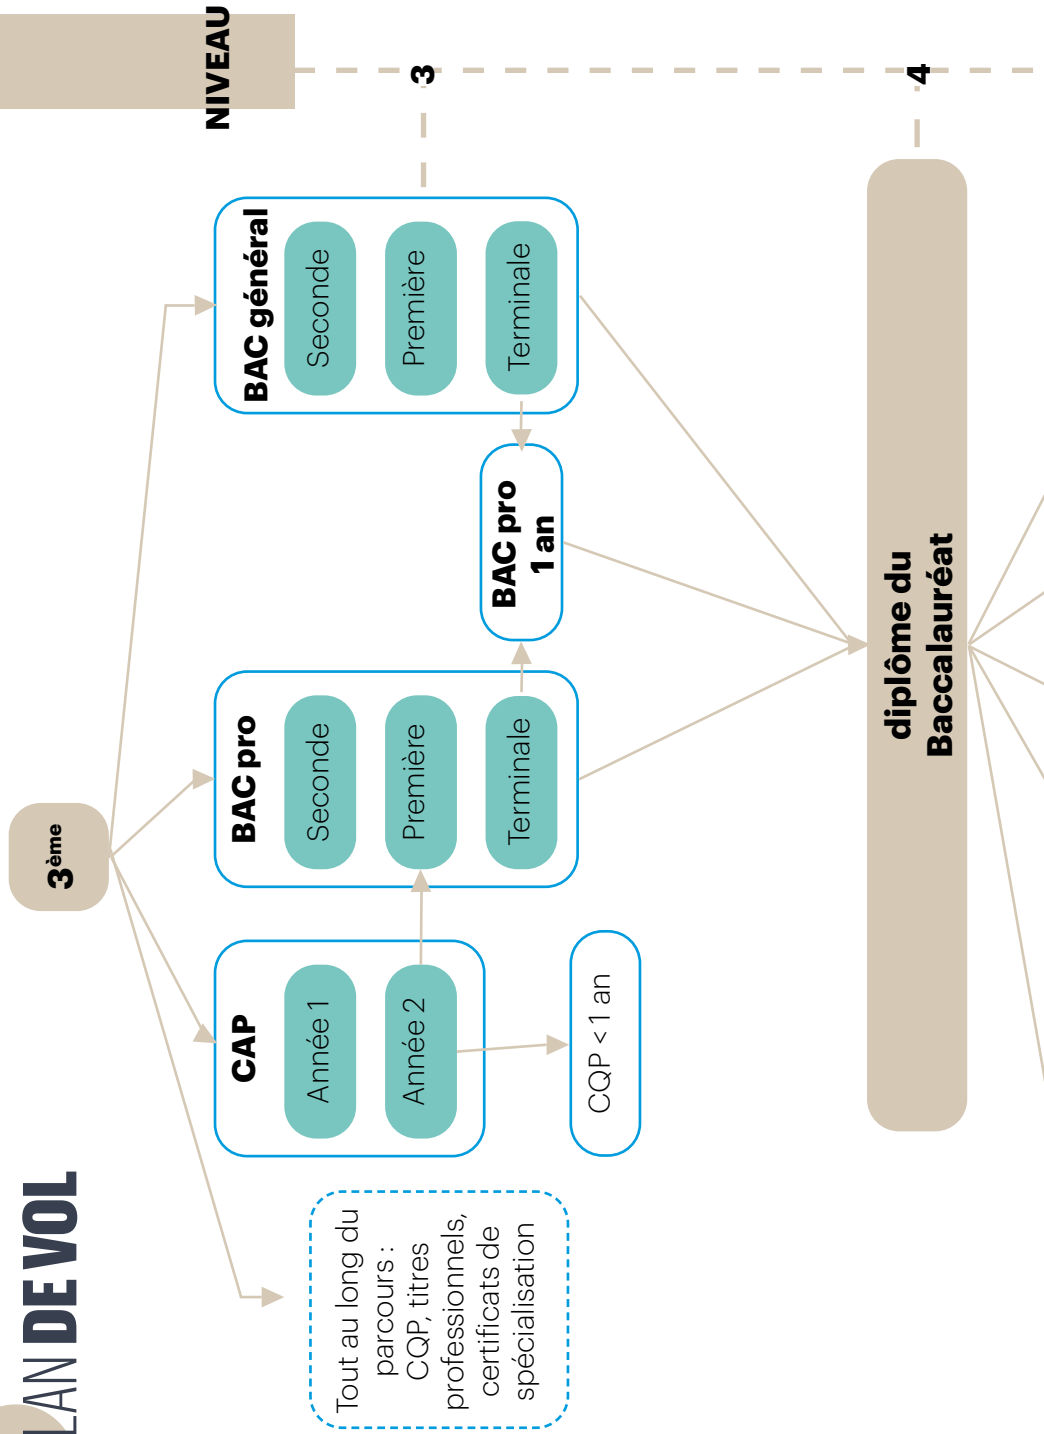 LAN DE VOL
NIVEAU
3ème
3
4
Tout au long du
parcours :
CQP, titres
professionnels,
certificats de
spécialisation
CAP
Année 1
Année 2
CQP < 1 an
BAC pro
Seconde
Première
Terminale
BAC pro
1 an
BAC général
Seconde
Première
Terminale
diplôme du
Baccalauréat